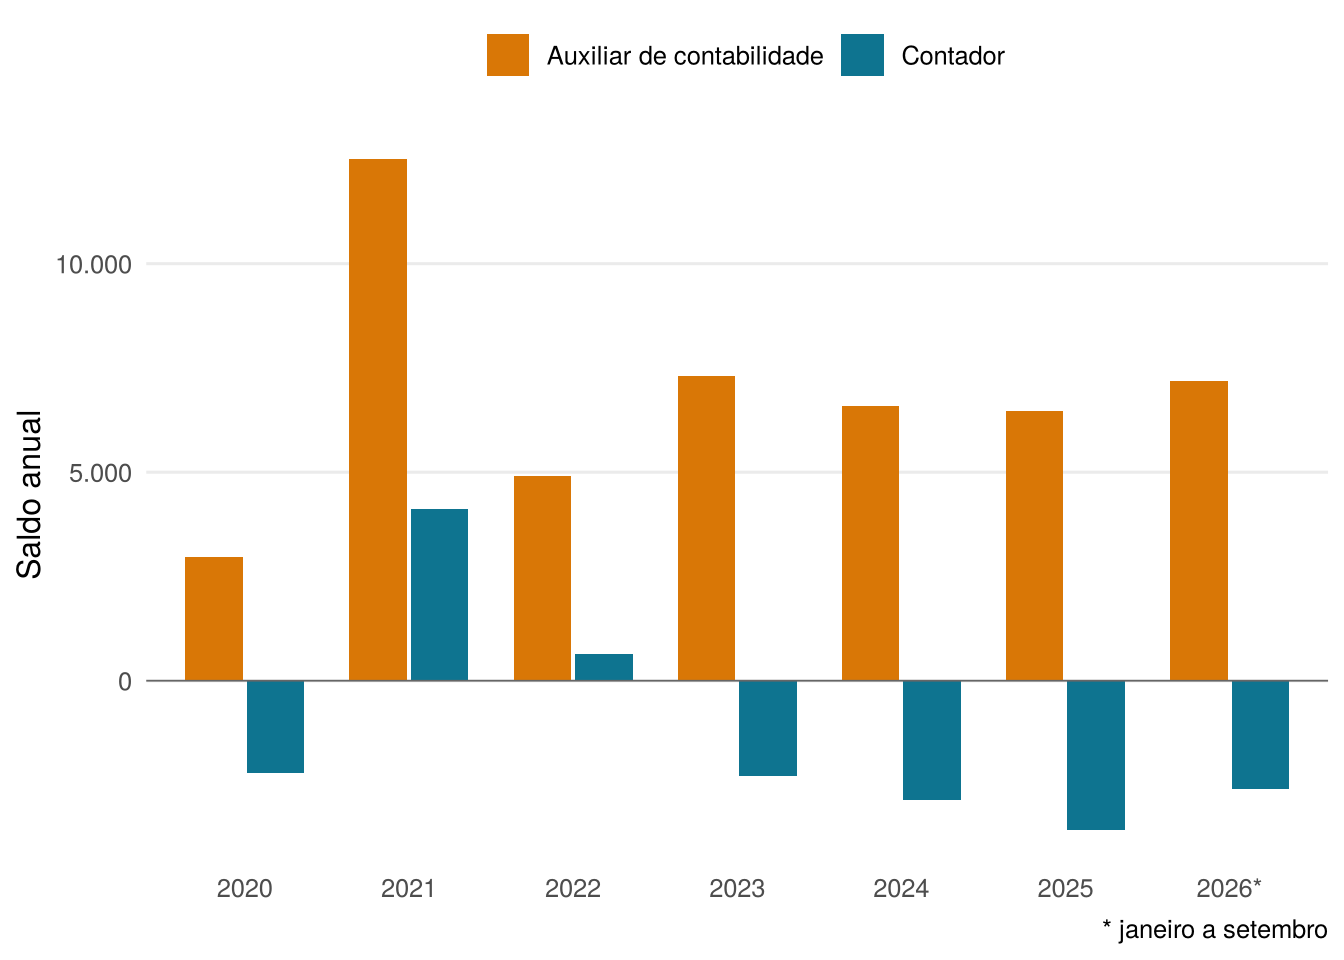 Auxiliar de contabilidade Contador
Saldo anual
10.000
5.000
0
2020 2021 2022 2023 2024 2025 2026*
* janeiro a setembro